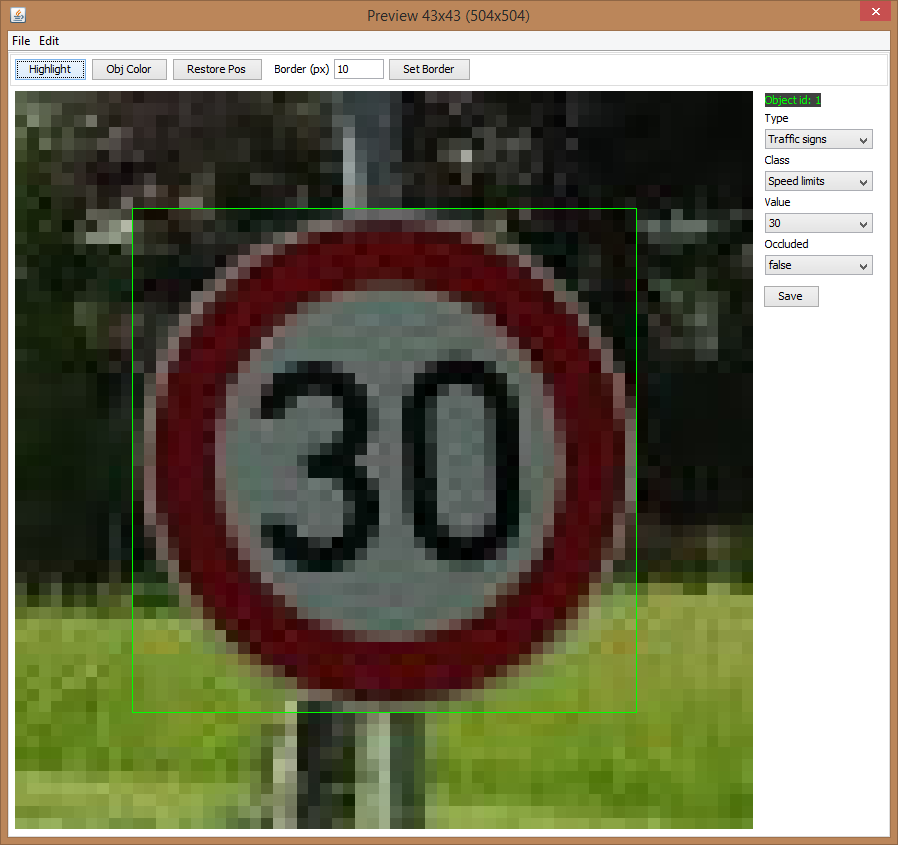 Preview 43x43 (504x504)
File Edit
Highlight Obj Color Restore Pos Border (px) 10 Set Border
Object id: 1
Type
Traffic signs
Class
Speed limits
Value
30
Occluded
false
Save
30